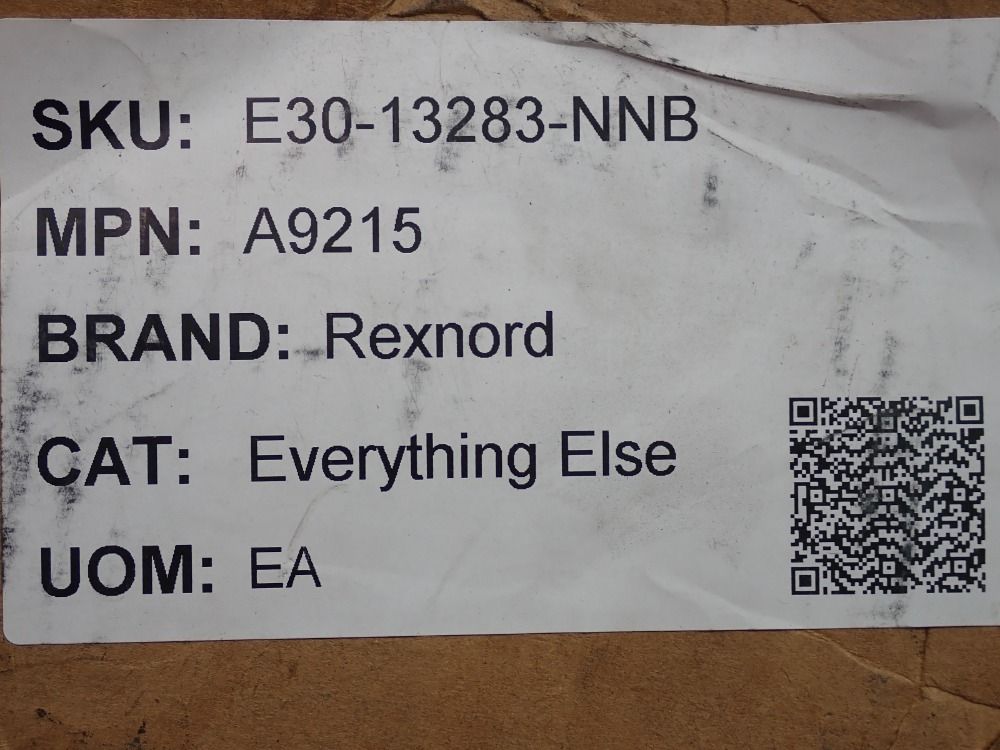 SKU: E30-13283-NNB
MPN: A9215
BRAND: Rexnord
CAT: Everything Else
UOM: EA